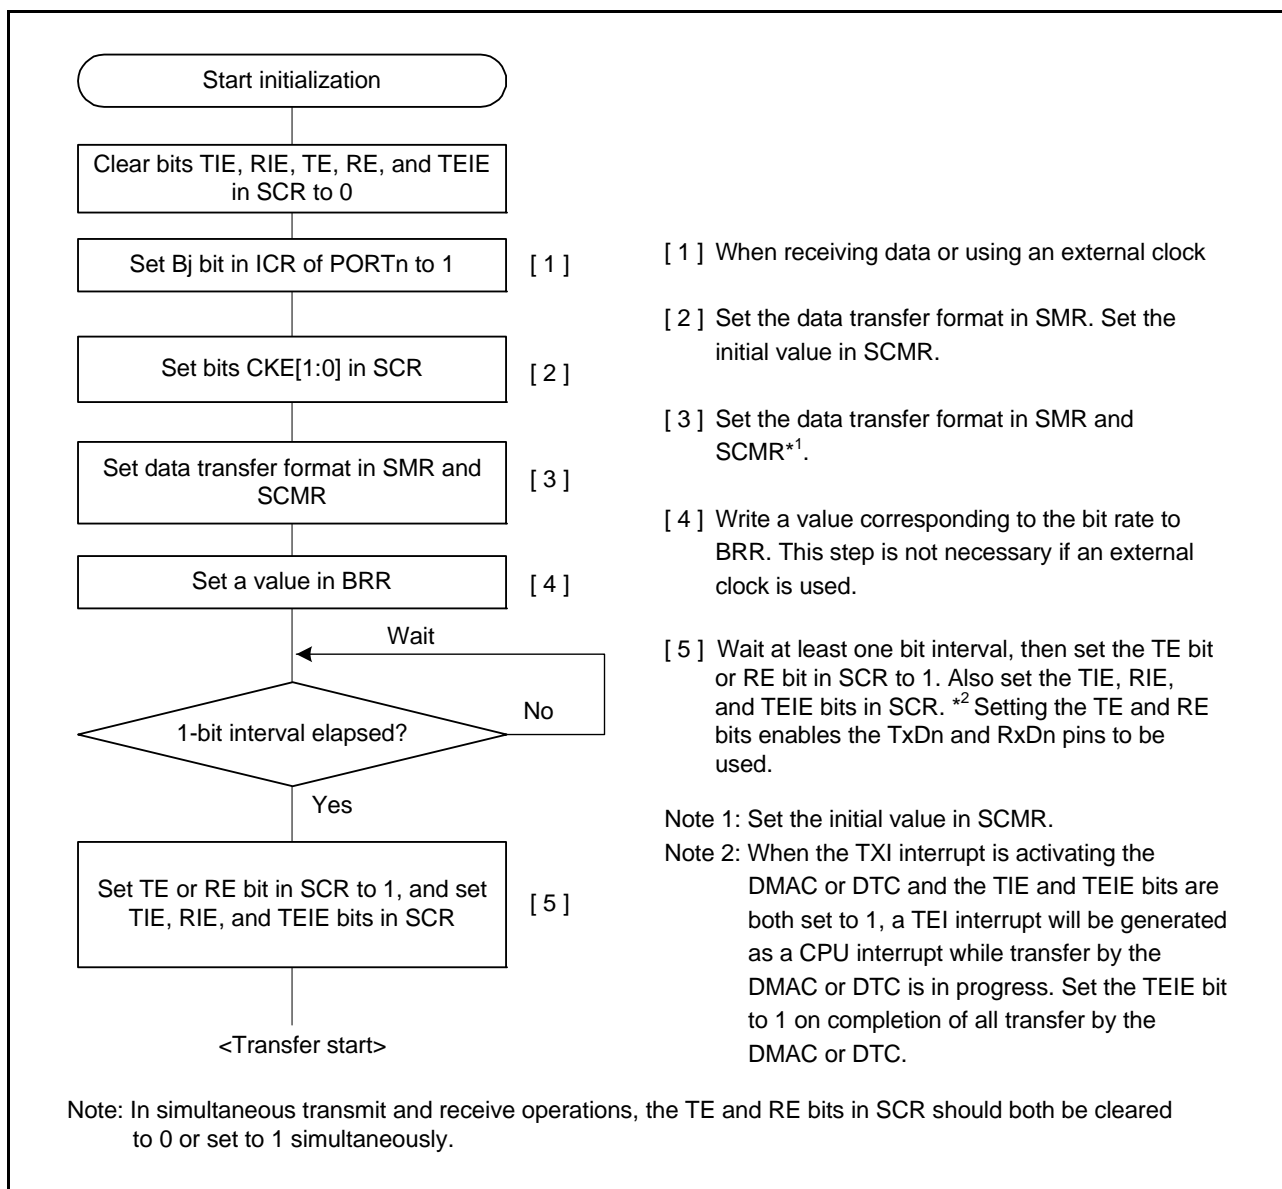 Start initialization
Clear bits TIE, RIE, TE, RE, and TEIE
in SCR to 0
Set Bj bit in ICR of PORTn to 1
[ 1 ]
Set bits CKE[1:0] in SCR
[ 2 ]
Set data transfer format in SMR and
SCMR
[ 3 ]
Set a value in BRR
[ 4 ]
Wait
1-bit interval elapsed?
No
Yes
Set TE or RE bit in SCR to 1, and set
TIE, RIE, and TEIE bits in SCR
[ 5 ]
<Transfer start>
[ 1 ] When receiving data or using an external clock
[ 2 ] Set the data transfer format in SMR. Set the
initial value in SCMR.
[ 3 ] Set the data transfer format in SMR and
SCMR*1.
[ 4 ] Write a value corresponding to the bit rate to
BRR. This step is not necessary if an external
clock is used.
[ 5 ] Wait at least one bit interval, then set the TE bit
or RE bit in SCR to 1. Also set the TIE, RIE,
and TEIE bits in SCR. *2 Setting the TE and RE
bits enables the TxDn and RxDn pins to be
used.
Note 1: Set the initial value in SCMR.
Note 2: When the TXI interrupt is activating the
DMAC or DTC and the TIE and TEIE bits are
both set to 1, a TEI interrupt will be generated
as a CPU interrupt while transfer by the
DMAC or DTC is in progress. Set the TEIE bit
to 1 on completion of all transfer by the
DMAC or DTC.
Note: In simultaneous transmit and receive operations, the TE and RE bits in SCR should both be cleared
to 0 or set to 1 simultaneously.